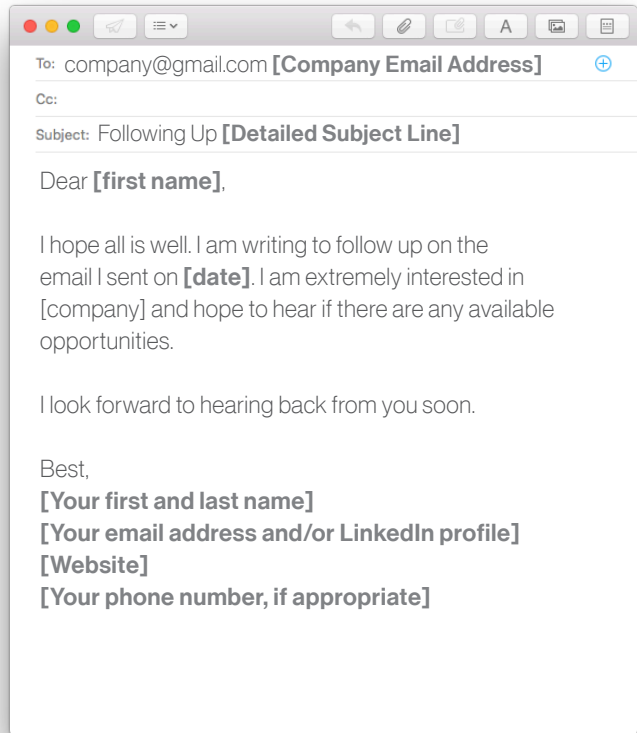 To: company@gmail.com [Company Email Address]
Cc:
Subject: Following Up [Detailed Subject Line]
Dear [first name],
I hope all is well. I am writing to follow up on the
email I sent on [date]. I am extremely interested in
[company] and hope to hear if there are any available
opportunities.
I look forward to hearing back from you soon.
Best,
[Your first and last name]
[Your email address and/or LinkedIn profile]
[Website]
[Your phone number, if appropriate]